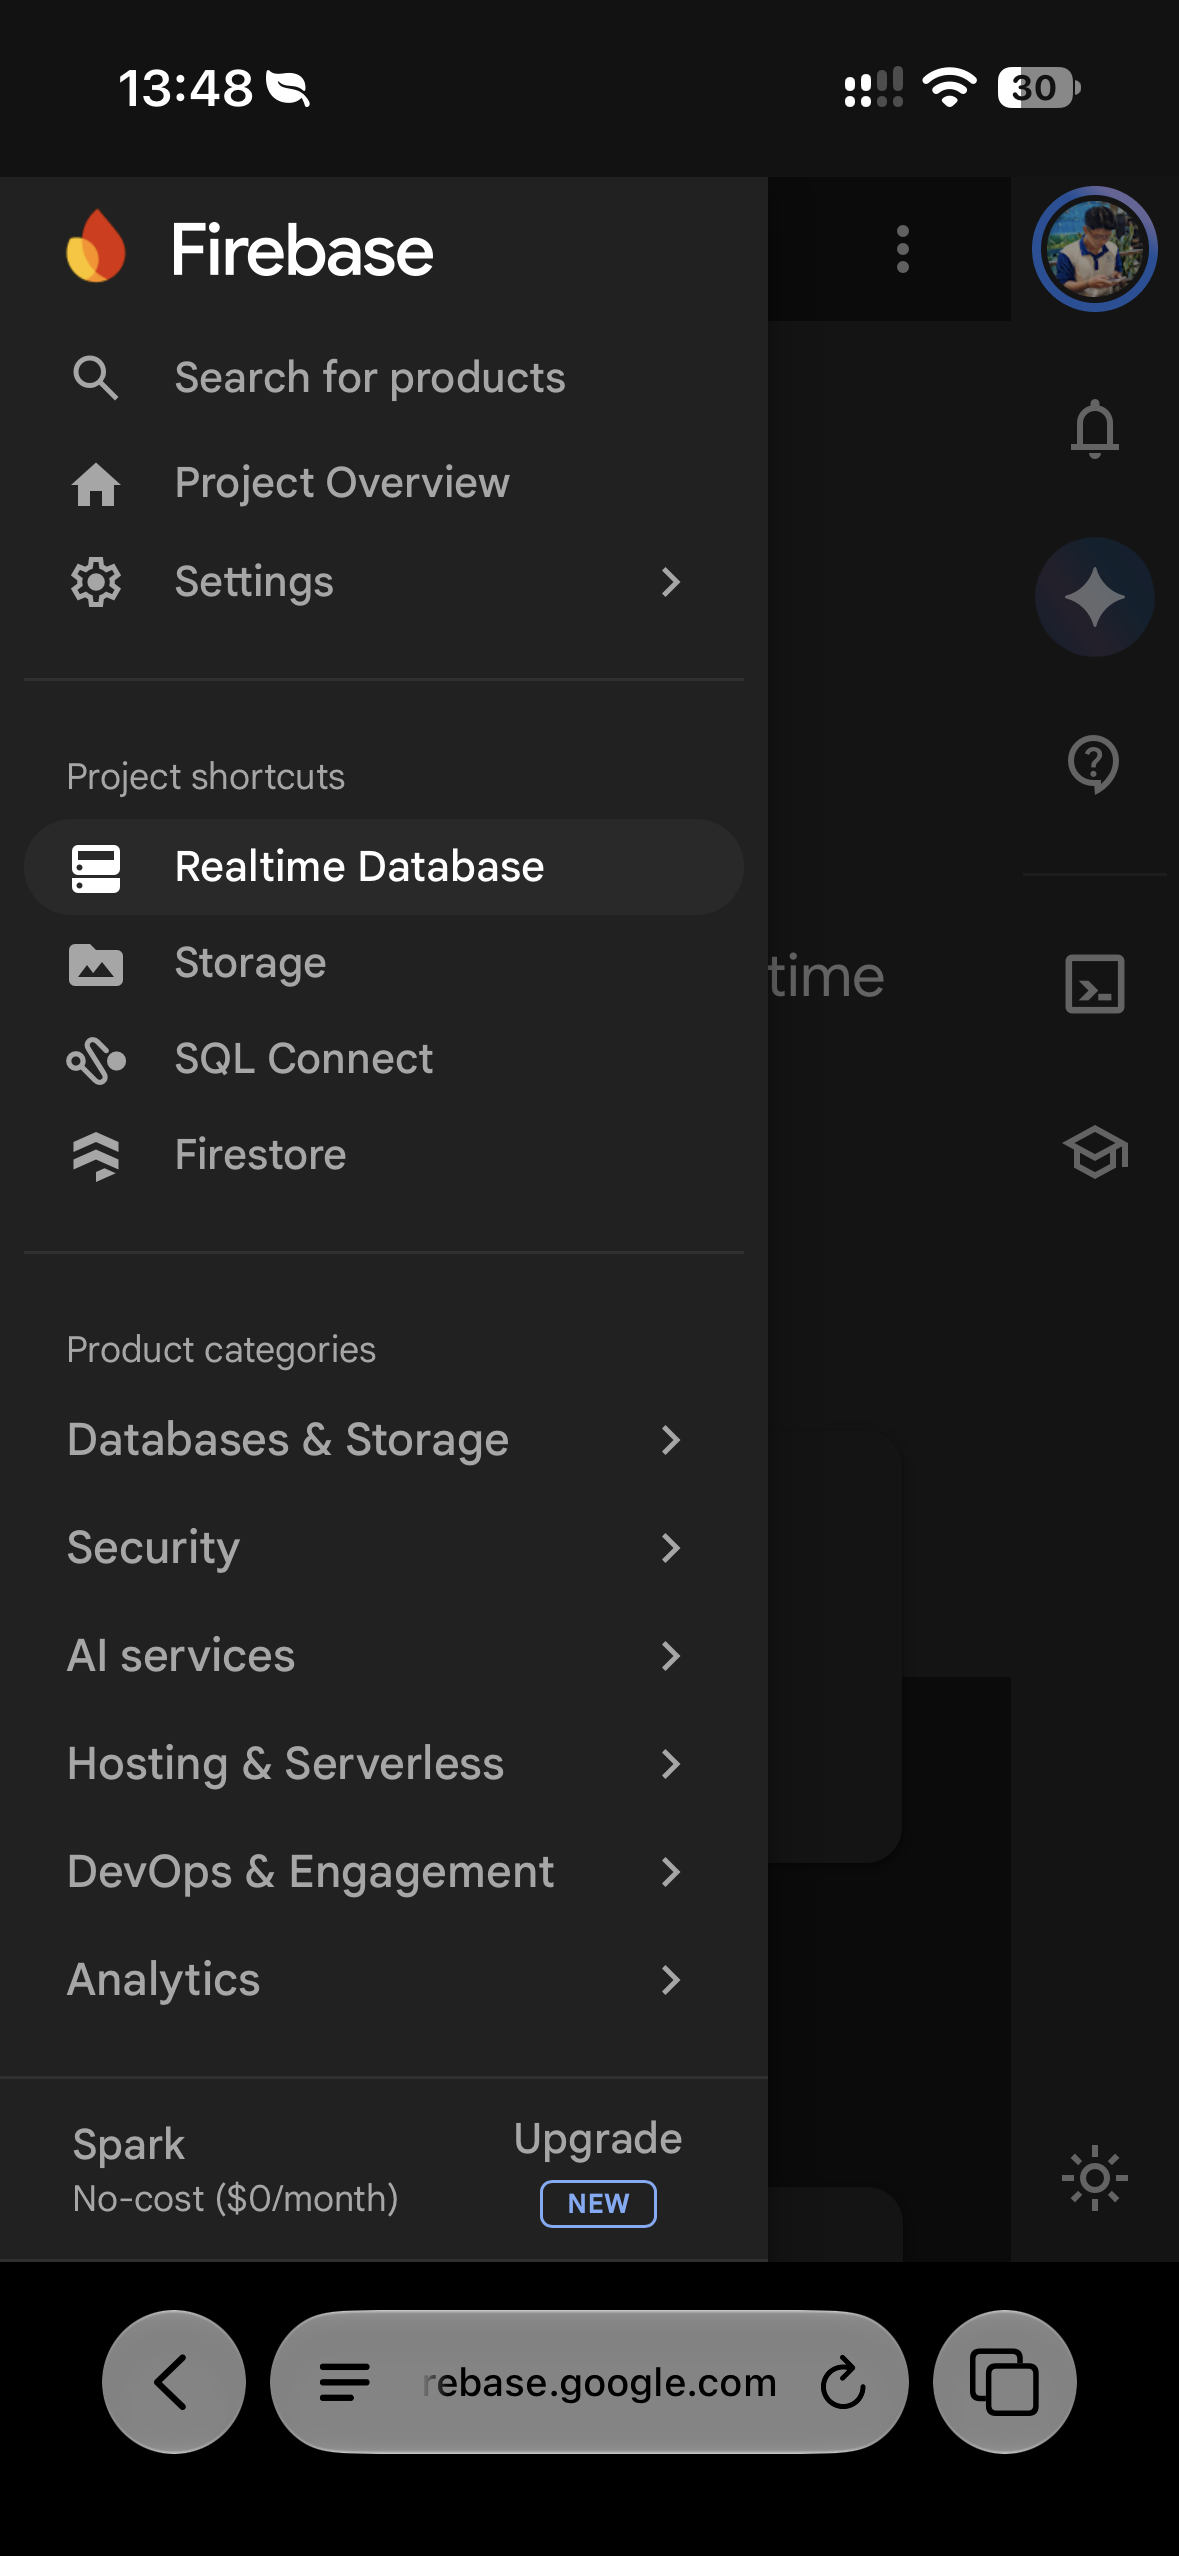 13:48
30
Firebase
Search for products
Project Overview
Settings
Project shortcuts
Realtime Database
Storage
time
SQL Connect
Firestore
Product categories
Databases & Storage
Security
AI services
Hosting & Serverless
DevOps & Engagement
Analytics
Spark
Upgrade
No-cost ($0/month)
NEW
rebase.google.com